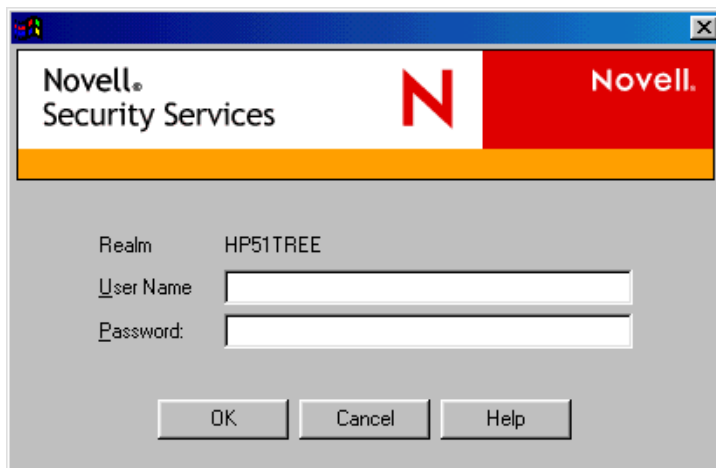 Novell®
Security Services
N
Novell.
Realm HP51TREE
User Name
Password:
OK Cancel Help